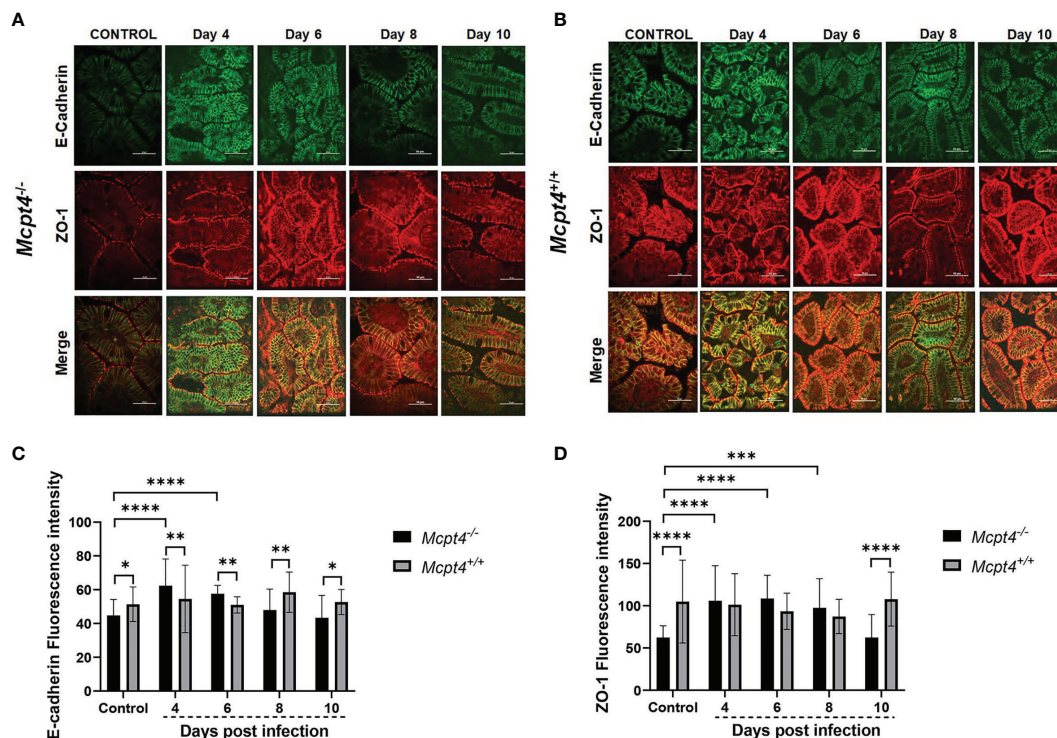 A
CONTROL Day 4 Day 6 Day 8 Day 10
E-Cadherin
ZO-1
Merge
Mcpt4-/-
B
CONTROL Day 4 Day 6 Day 8 Day 10
E-Cadherin
ZO-1
Merge
Mcpt4+/+
C
E-cadherin Fluorescence intensity
100
80
60
40
20
0
****
****
*
**
**
**
*
Control 4 6 8 10
Days post infection
Mcpt4-/-
Mcpt4+/+
D
ZO-1 Fluorescence intensity
200
150
100
50
0
***
****
****
****
****
Control 4 6 8 10
Days post infection
Mcpt4-/-
Mcpt4+/+